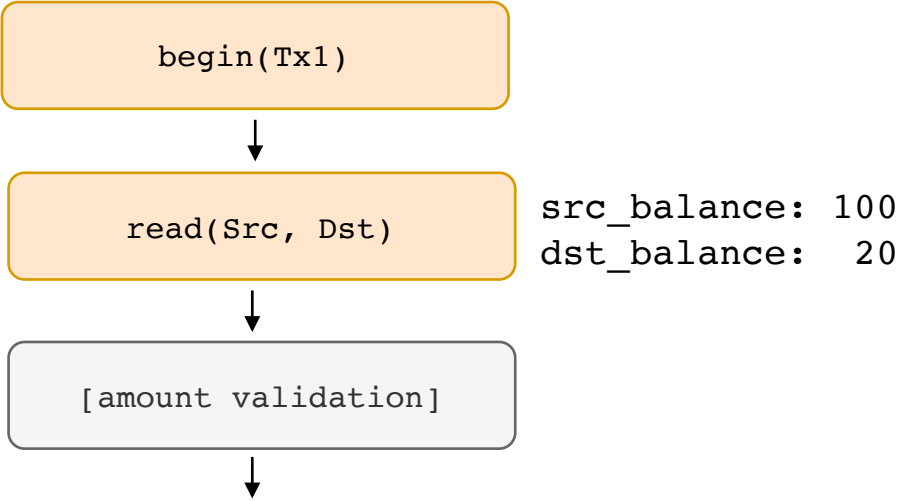 begin(Tx1)
read(Src, Dst)
src_balance: 100
dst_balance:  20
[amount validation]